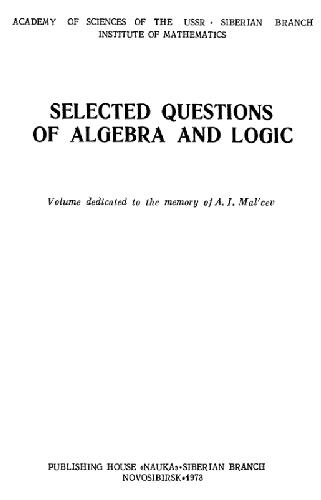 ACADEMY OF SCIENCES OF THE USSR · SIBERIAN BRANCH
INSTITUTE OF MATHEMATICS
SELECTED QUESTIONS
OF ALGEBRA AND LOGIC
Volume dedicated to the memory of A. I. Mal'cev
PUBLISHING HOUSE «NAUKA»·SIBERIAN BRANCH
NOVOSIBIRSK·1973